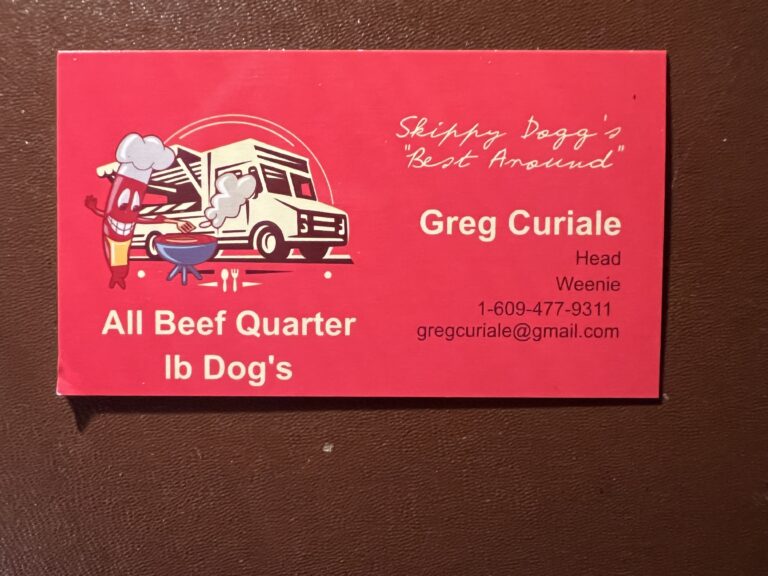 Skippy Dogg's
"Best Around"
Greg Curiale
Head
Weenie
1-609-477-9311
gregcuriale@gmail.com
All Beef Quarter
lb Dog's